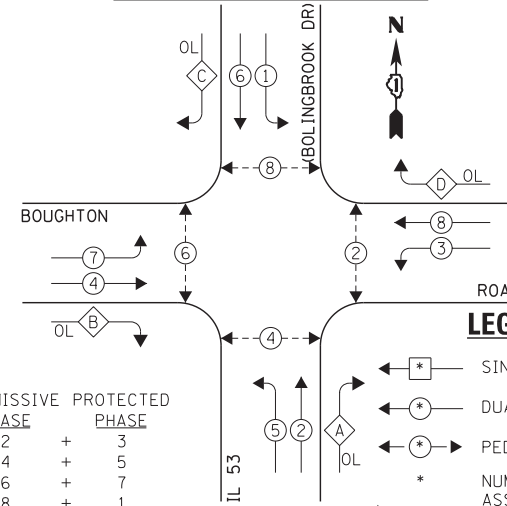 (BOLINGBROOK DR)
N
1
OL
C
6
1
8
D
OL
BOUGHTON
8
3
7
4
6
2
B
OL
4
ROA
LEG
* SIN
* DUA
* PED
* NUM
ASS
5
2
A
OL
IL 53
MISSIVE PROTECTED
ASE PHASE
2 + 3
4 + 5
6 + 7
8 + 1